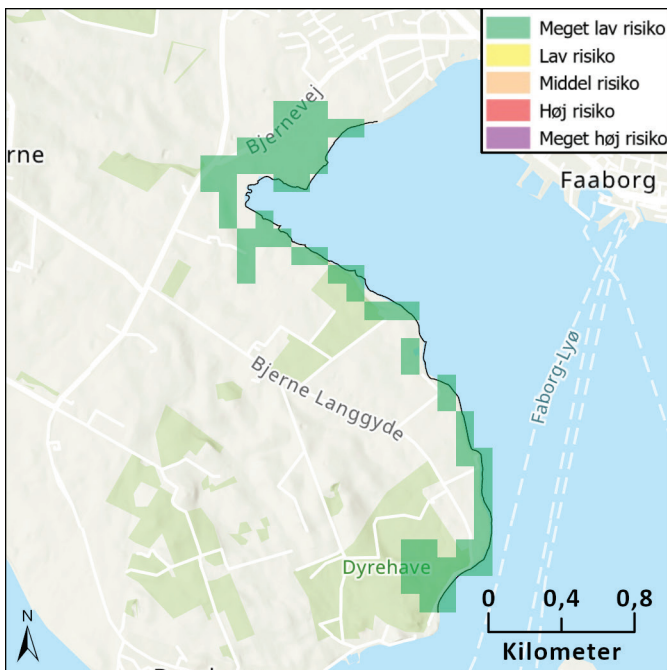 Meget lav risiko
Lav risiko
Middel risiko
Høj risiko
Meget høj risiko
Bjernevej
rne
Faaborg
Faborg-Lyø
Bjerne Langgyde
Dyrehave
N
0 0,4 0,8
Kilometer